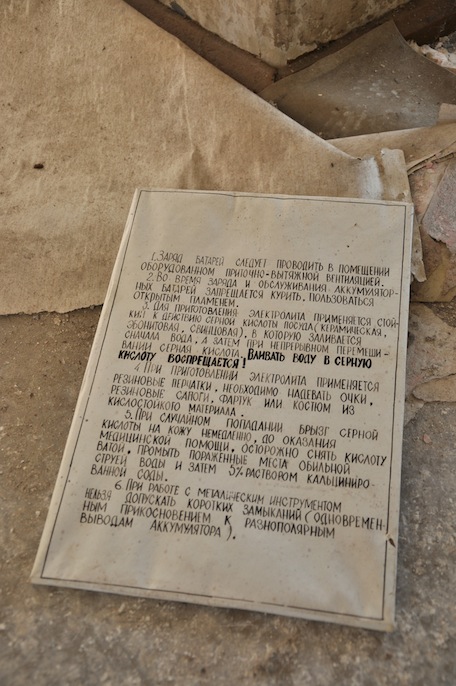 1. ЗАРЯД БАТАРЕЙ СЛЕДУЕТ ПРОВОДИТЬ В ПОМЕЩЕНИИ
ОБОРУДОВАННОМ ПРИТОЧНО-ВЫТЯЖНОЙ ВЕНТИЛЯЦИЕЙ.
2. ВО ВРЕМЯ ЗАРЯДА И ОБСЛУЖИВАНИЯ АККУМУЛЯТОР-
НЫХ БАТАРЕЙ ЗАПРЕЩАЕТСЯ КУРИТЬ, ПОЛЬЗОВАТЬСЯ
ОТКРЫТЫМ ПЛАМЕНЕМ.
3. ДЛЯ ПРИГОТОВЛЕНИЯ ЭЛЕКТРОЛИТА ПРИМЕНЯЕТСЯ СТОЙ-
КИХ К ДЕЙСТВИЮ СЕРНОЙ КИСЛОТЫ ПОСУДА (КЕРАМИЧЕСКАЯ,
ЭБОНИТОВАЯ, СВИНЦОВАЯ), В КОТОРУЮ ЗАЛИВАЕТСЯ
СНАЧАЛА ВОДА, А ЗАТЕМ ПРИ НЕПРЕРЫВНОМ ПЕРЕМЕШИ-
ВАНИИ СЕРНАЯ КИСЛОТА. ВЛИВАТЬ ВОДУ В СЕРНУЮ
КИСЛОТУ ВОСПРЕЩАЕТСЯ!
4. ПРИ ПРИГОТОВЛЕНИИ ЭЛЕКТРОЛИТА ПРИМЕНЯЕТСЯ
РЕЗИНОВЫЕ ПЕРЧАТКИ, НЕОБХОДИМО НАДЕВАТЬ ОЧКИ,
РЕЗИНОВЫЕ САПОГИ, ФАРТУК ИЛИ КОСТЮМ ИЗ
КИСЛОСТОЙКОГО МАТЕРИАЛА.
5. ПРИ СЛУЧАЙНОМ ПОПАДАНИИ БРЫЗГ СЕРНОЙ
КИСЛОТЫ НА КОЖУ НЕМЕДЛЕННО, ДО ОКАЗАНИЯ
МЕДИЦИНСКОЙ ПОМОЩИ, ОСТОРОЖНО СНЯТЬ КИСЛОТУ
ВАТОЙ, ПРОМЫТЬ ПОРАЖЁННЫЕ МЕСТА ОБИЛЬНОЙ
СТРУЕЙ ВОДЫ И ЗАТЕМ 5% РАСТВОРОМ КАЛЬЦИНИРО-
ВАННОЙ СОДЫ.
6. ПРИ РАБОТЕ С МЕТАЛИЧЕСКИМ ИНСТРУМЕНТОМ
НЕЛЬЗЯ ДОПУСКАТЬ КОРОТКИХ ЗАМЫКАНИЙ (ОДНОВРЕМЕН-
НЫМ ПРИКОСНОВЕНИЕМ К РАЗНОПОЛЯРНЫМ
ВЫВОДАМ АККУМУЛЯТОРА).